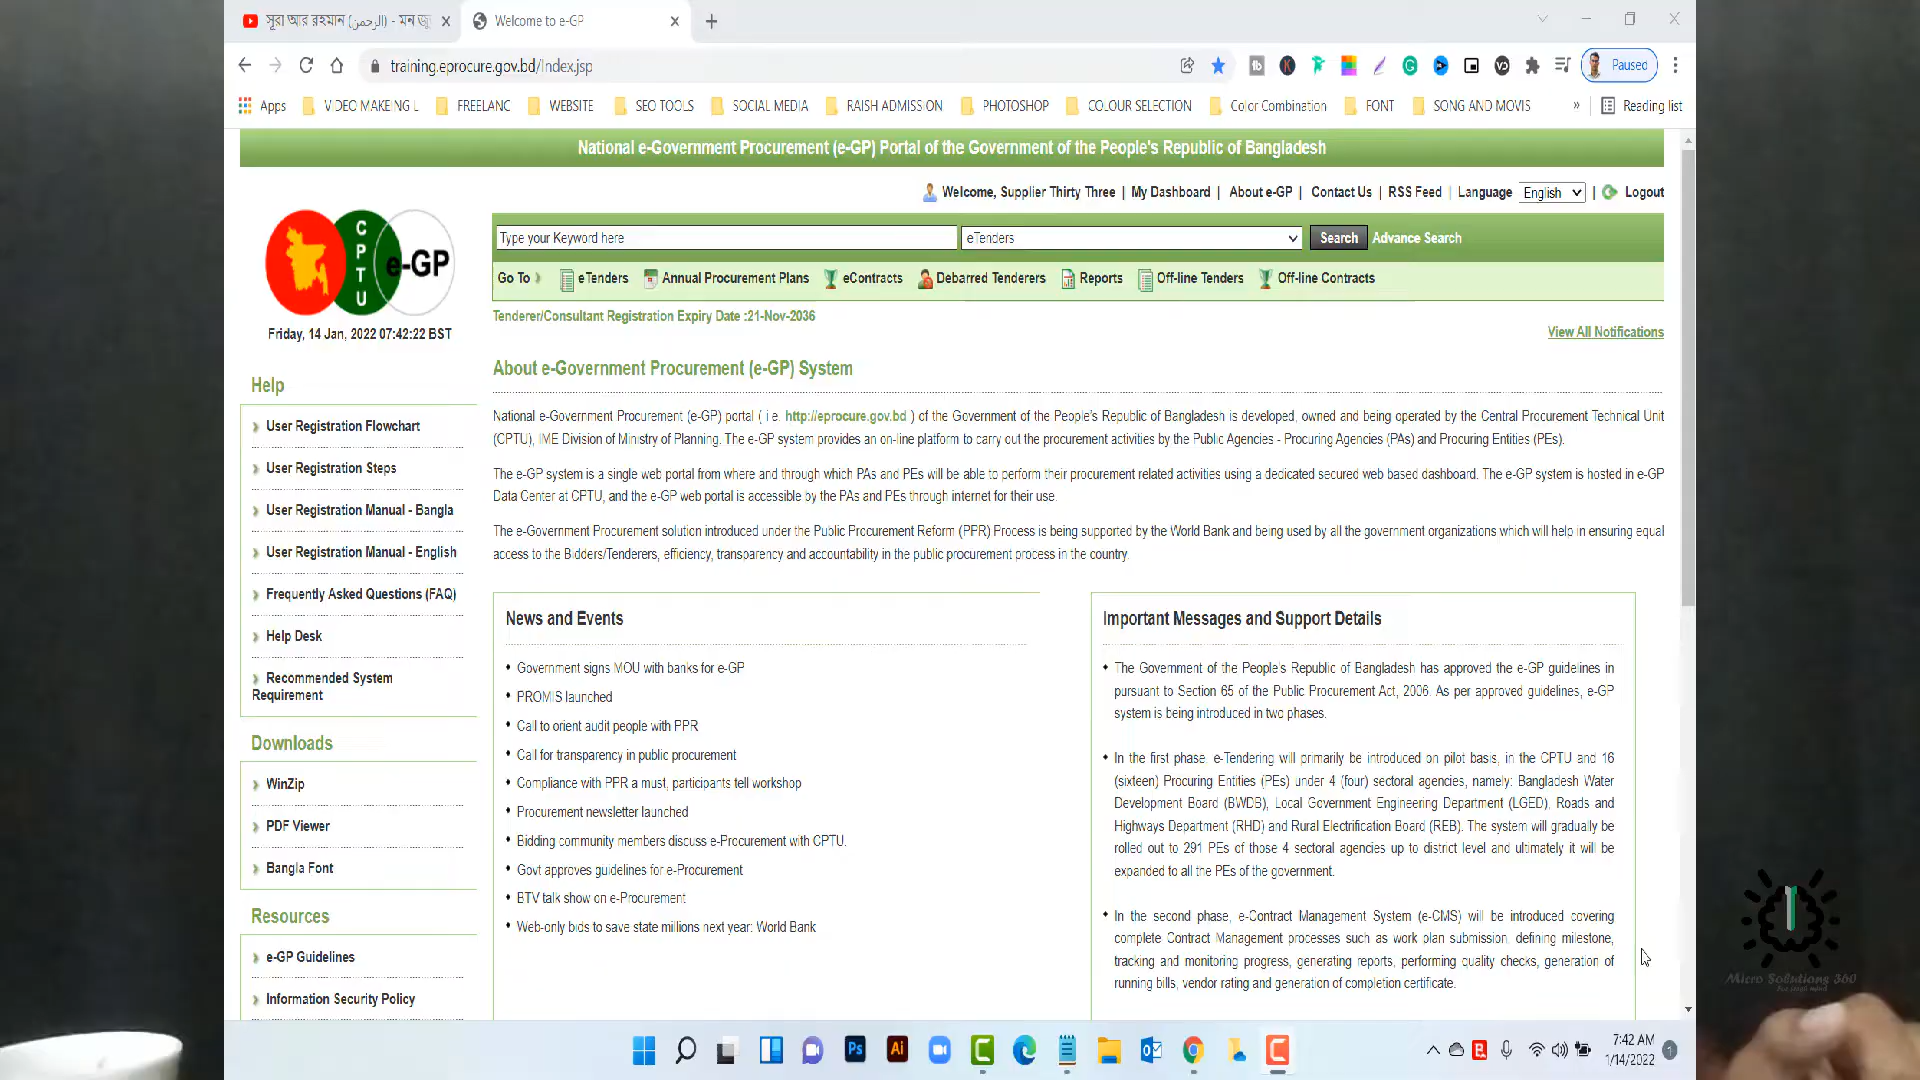 সূরা আর রহমান (الرحمن) - মন জু
Welcome to e-GP
training.eprocure.gov.bd/Index.jsp
Paused
Apps
VIDEO MAKEING L
FREELANC
WEBSITE
SEO TOOLS
SOCIAL MEDIA
RAISH ADMISSION
PHOTOSHOP
COLOUR SELECTION
Color Combination
FONT
SONG AND MOVIS
»
Reading list
National e-Government Procurement (e-GP) Portal of the Government of the People's Republic of Bangladesh
Welcome, Supplier Thirty Three | My Dashboard | About e-GP | Contact Us | RSS Feed | Language English | Logout
CPTU
e-GP
Type your Keyword here
eTenders
Search
Advance Search
Go To
eTenders
Annual Procurement Plans
eContracts
Debarred Tenderers
Reports
Off-line Tenders
Off-line Contracts
Friday, 14 Jan, 2022 07:42:22 BST
Tenderer/Consultant Registration Expiry Date :21-Nov-2036
View All Notifications
Help
User Registration Flowchart
User Registration Steps
User Registration Manual - Bangla
User Registration Manual - English
Frequently Asked Questions (FAQ)
Help Desk
Recommended System
Requirement
Downloads
WinZip
PDF Viewer
Bangla Font
Resources
e-GP Guidelines
Information Security Policy
About e-Government Procurement (e-GP) System
National e-Government Procurement (e-GP) portal ( i.e. http://eprocure.gov.bd ) of the Government of the People's Republic of Bangladesh is developed, owned and being operated by the Central Procurement Technical Unit
(CPTU), IME Division of Ministry of Planning. The e-GP system provides an on-line platform to carry out the procurement activities by the Public Agencies - Procuring Agencies (PAs) and Procuring Entities (PEs).
The e-GP system is a single web portal from where and through which PAs and PEs will be able to perform their procurement related activities using a dedicated secured web based dashboard. The e-GP system is hosted in e-GP
Data Center at CPTU, and the e-GP web portal is accessible by the PAs and PEs through internet for their use.
The e-Government Procurement solution introduced under the Public Procurement Reform (PPR) Process is being supported by the World Bank and being used by all the government organizations which will help in ensuring equal
access to the Bidders/Tenderers, efficiency, transparency and accountability in the public procurement process in the country.
News and Events
Government signs MOU with banks for e-GP
PROMIS launched
Call to orient audit people with PPR
Call for transparency in public procurement
Compliance with PPR a must, participants tell workshop
Procurement newsletter launched
Bidding community members discuss e-Procurement with CPTU.
Govt approves guidelines for e-Procurement
BTV talk show on e-Procurement
Web-only bids to save state millions next year: World Bank
Important Messages and Support Details
The Government of the People's Republic of Bangladesh has approved the e-GP guidelines in
pursuant to Section 65 of the Public Procurement Act, 2006. As per approved guidelines, e-GP
system is being introduced in two phases.
In the first phase, e-Tendering will primarily be introduced on pilot basis, in the CPTU and 16
(sixteen) Procuring Entities (PEs) under 4 (four) sectoral agencies, namely: Bangladesh Water
Development Board (BWDB), Local Government Engineering Department (LGED), Roads and
Highways Department (RHD) and Rural Electrification Board (REB). The system will gradually be
rolled out to 291 PEs of those 4 sectoral agencies up to district level and ultimately it will be
expanded to all the PEs of the government.
In the second phase, e-Contract Management System (e-CMS) will be introduced covering
complete Contract Management processes such as work plan submission, defining milestone,
tracking and monitoring progress, generating reports, performing quality checks, generation of
running bills, vendor rating and generation of completion certificate.
Micro Solutions 360
Ps
Ai
7:42 AM
1/14/2022
1